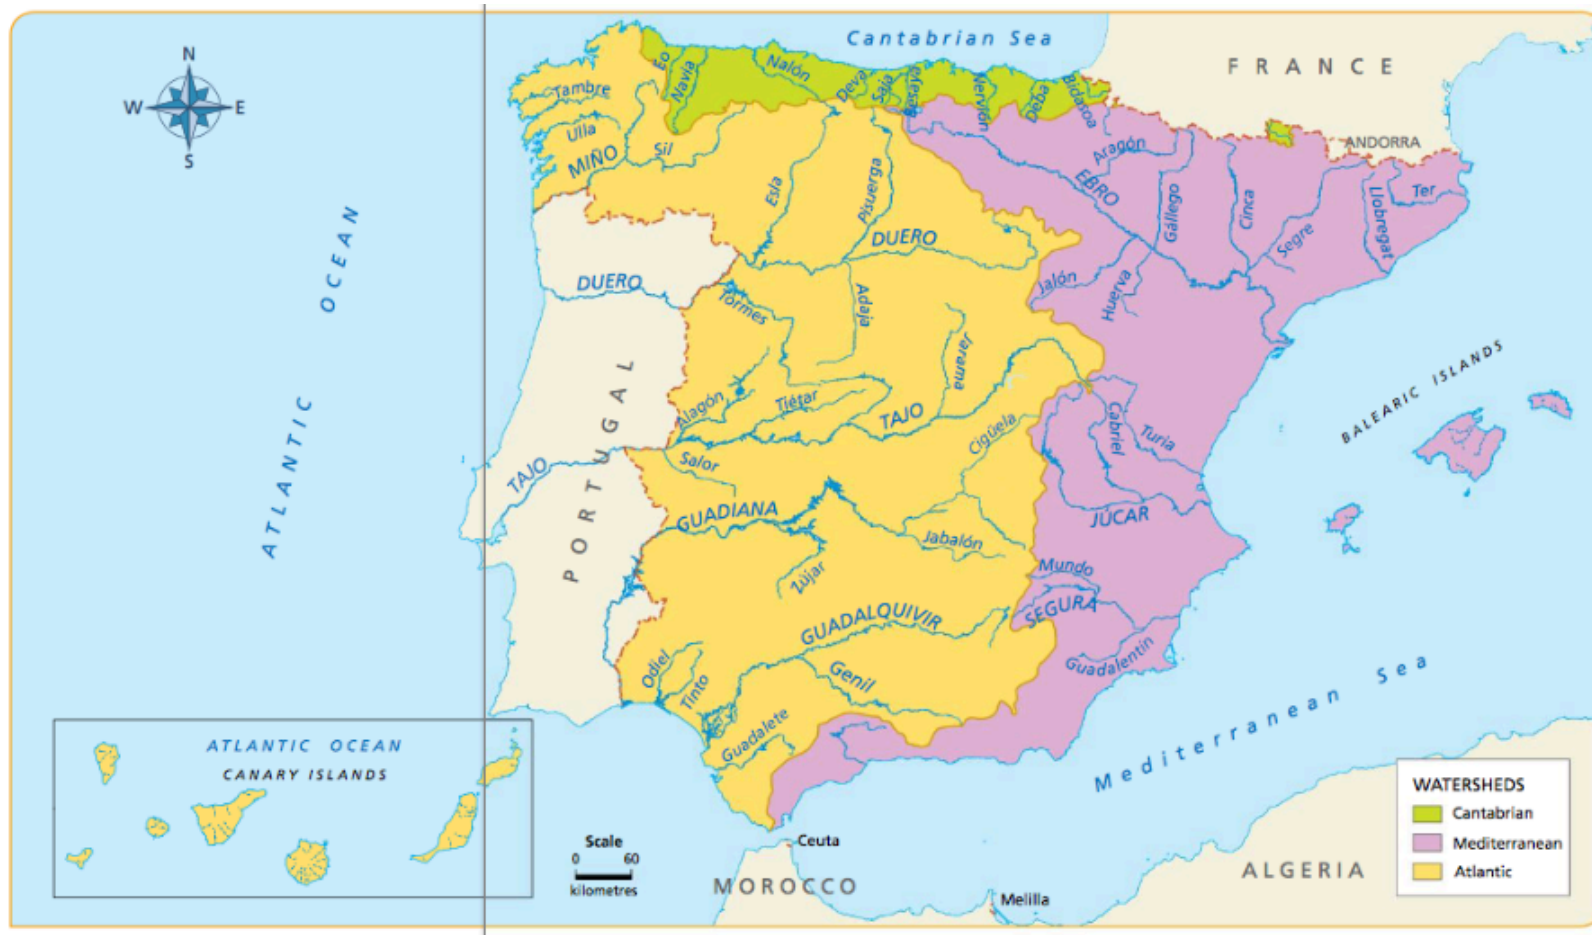 N
W
E
S
Cantabrian Sea
FRANCE
ANDORRA
ATLANTIC OCEAN
PORTUGAL
BALEARIC ISLANDS
Mediterranean Sea
Eo
Navia
Nalón
Deva
Saja
Besaya
Nervión
Deba
Bidasoa
Tambre
Ulla
MIÑO
Sil
Esla
Pisuerga
DUERO
DUERO
Tormes
Adaja
Jarama
Alagón
Tiétar
TAJO
TAJO
Salor
Cigüela
GUADIANA
Jabalón
Zújar
GUADALQUIVIR
Genil
Odiel
Tinto
Guadalete
Aragón
EBRO
Gállego
Cinca
Segre
Llobregat
Ter
Jalón
Huerva
Cabriel
Turia
JÚCAR
Mundo
SEGURA
Guadalentín
ATLANTIC OCEAN
CANARY ISLANDS
Scale
0 60
kilometres
Ceuta
MOROCCO
Melilla
ALGERIA
WATERSHEDS
Cantabrian
Mediterranean
Atlantic